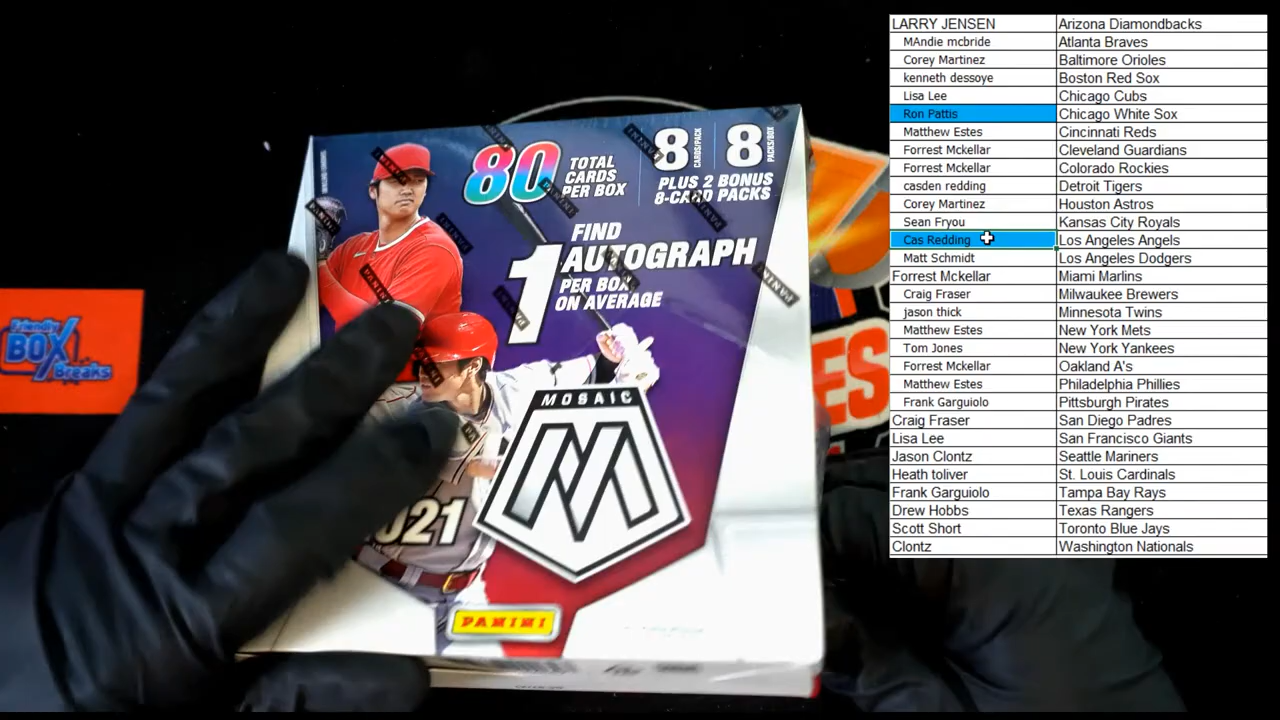 80
TOTAL
CARDS
PER BOX
8 CARDS/PACK
8 PACKS/BOX
PLUS 2 BONUS
8-CARD PACKS
FIND
1 AUTOGRAPH
PER BOX
ON AVERAGE
MOSAIC
M
021
PANINI
Friendly
BOX
Breaks
ES
LARRY JENSEN Arizona Diamondbacks
MAndie mcbride Atlanta Braves
Corey Martinez Baltimore Orioles
kenneth dessoye Boston Red Sox
Lisa Lee Chicago Cubs
Ron Pattis Chicago White Sox
Matthew Estes Cincinnati Reds
Forrest Mckellar Cleveland Guardians
Forrest Mckellar Colorado Rockies
casden redding Detroit Tigers
Corey Martinez Houston Astros
Sean Fryou Kansas City Royals
Cas Redding Los Angeles Angels
Matt Schmidt Los Angeles Dodgers
Forrest Mckellar Miami Marlins
Craig Fraser Milwaukee Brewers
jason thick Minnesota Twins
Matthew Estes New York Mets
Tom Jones New York Yankees
Forrest Mckellar Oakland A's
Matthew Estes Philadelphia Phillies
Frank Garguiolo Pittsburgh Pirates
Craig Fraser San Diego Padres
Lisa Lee San Francisco Giants
Jason Clontz Seattle Mariners
Heath toliver St. Louis Cardinals
Frank Garguiolo Tampa Bay Rays
Drew Hobbs Texas Rangers
Scott Short Toronto Blue Jays
Clontz Washington Nationals